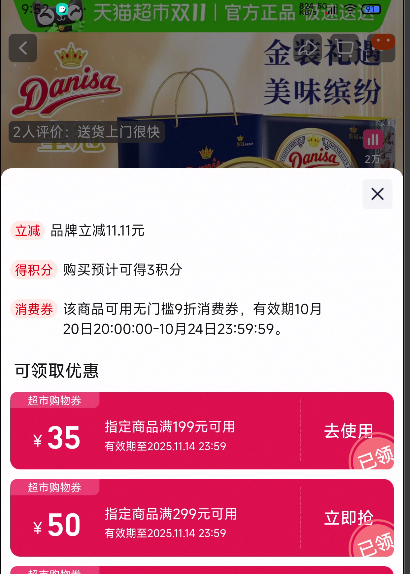 9:52
91
天猫超市双11 官方正品 极速送达
Danisa
金装礼遇
美味缤纷
2人评价：送货上门很快
Danisa
2万
立减 品牌立减11.11元
得积分 购买预计可得3积分
消费券 该商品可用无门槛9折消费券，有效期10月
20日20:00:00-10月24日23:59:59。
可领取优惠
超市购物券
¥35
指定商品满199元可用
有效期至2025.11.14 23:59
去使用
已领
超市购物券
¥50
指定商品满299元可用
有效期至2025.11.14 23:59
立即抢
已领
超市购物券